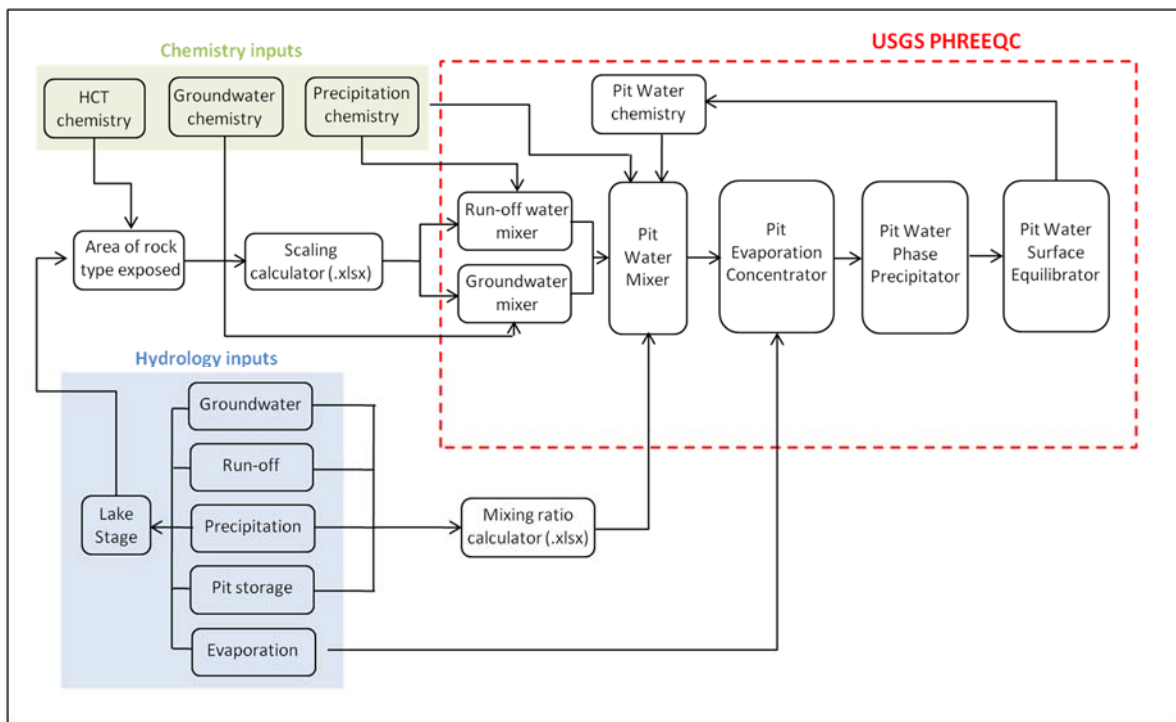 USGS PHREEQC
Chemistry inputs
HCT
chemistry
Groundwater
chemistry
Precipitation
chemistry
Pit Water
chemistry
Area of rock
type exposed
Scaling
calculator (.xlsx)
Run-off water
mixer
Groundwater
mixer
Pit
Water
Mixer
Pit
Evaporation
Concentrator
Pit Water
Phase
Precipitator
Pit Water
Surface
Equilibrator
Hydrology inputs
Groundwater
Run-off
Lake
Stage
Precipitation
Pit storage
Evaporation
Mixing ratio
calculator (.xlsx)